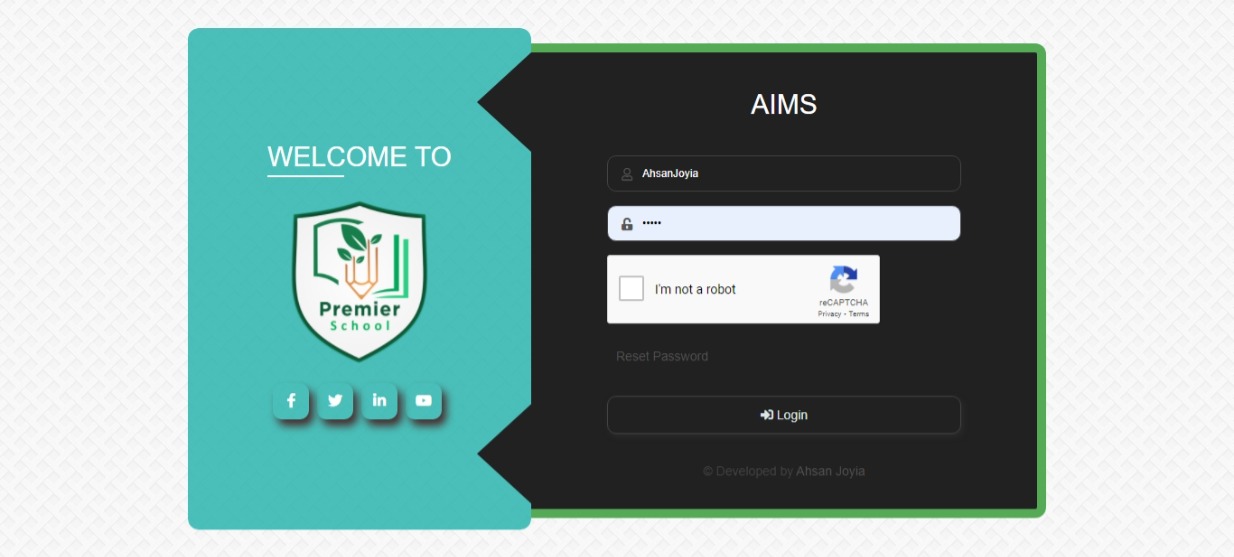 WELCOME TO
Premier
School
AIMS
AhsanJoyia
•••••
I'm not a robot
reCAPTCHA
Privacy - Terms
Reset Password
Login
© Developed by Ahsan Joyia